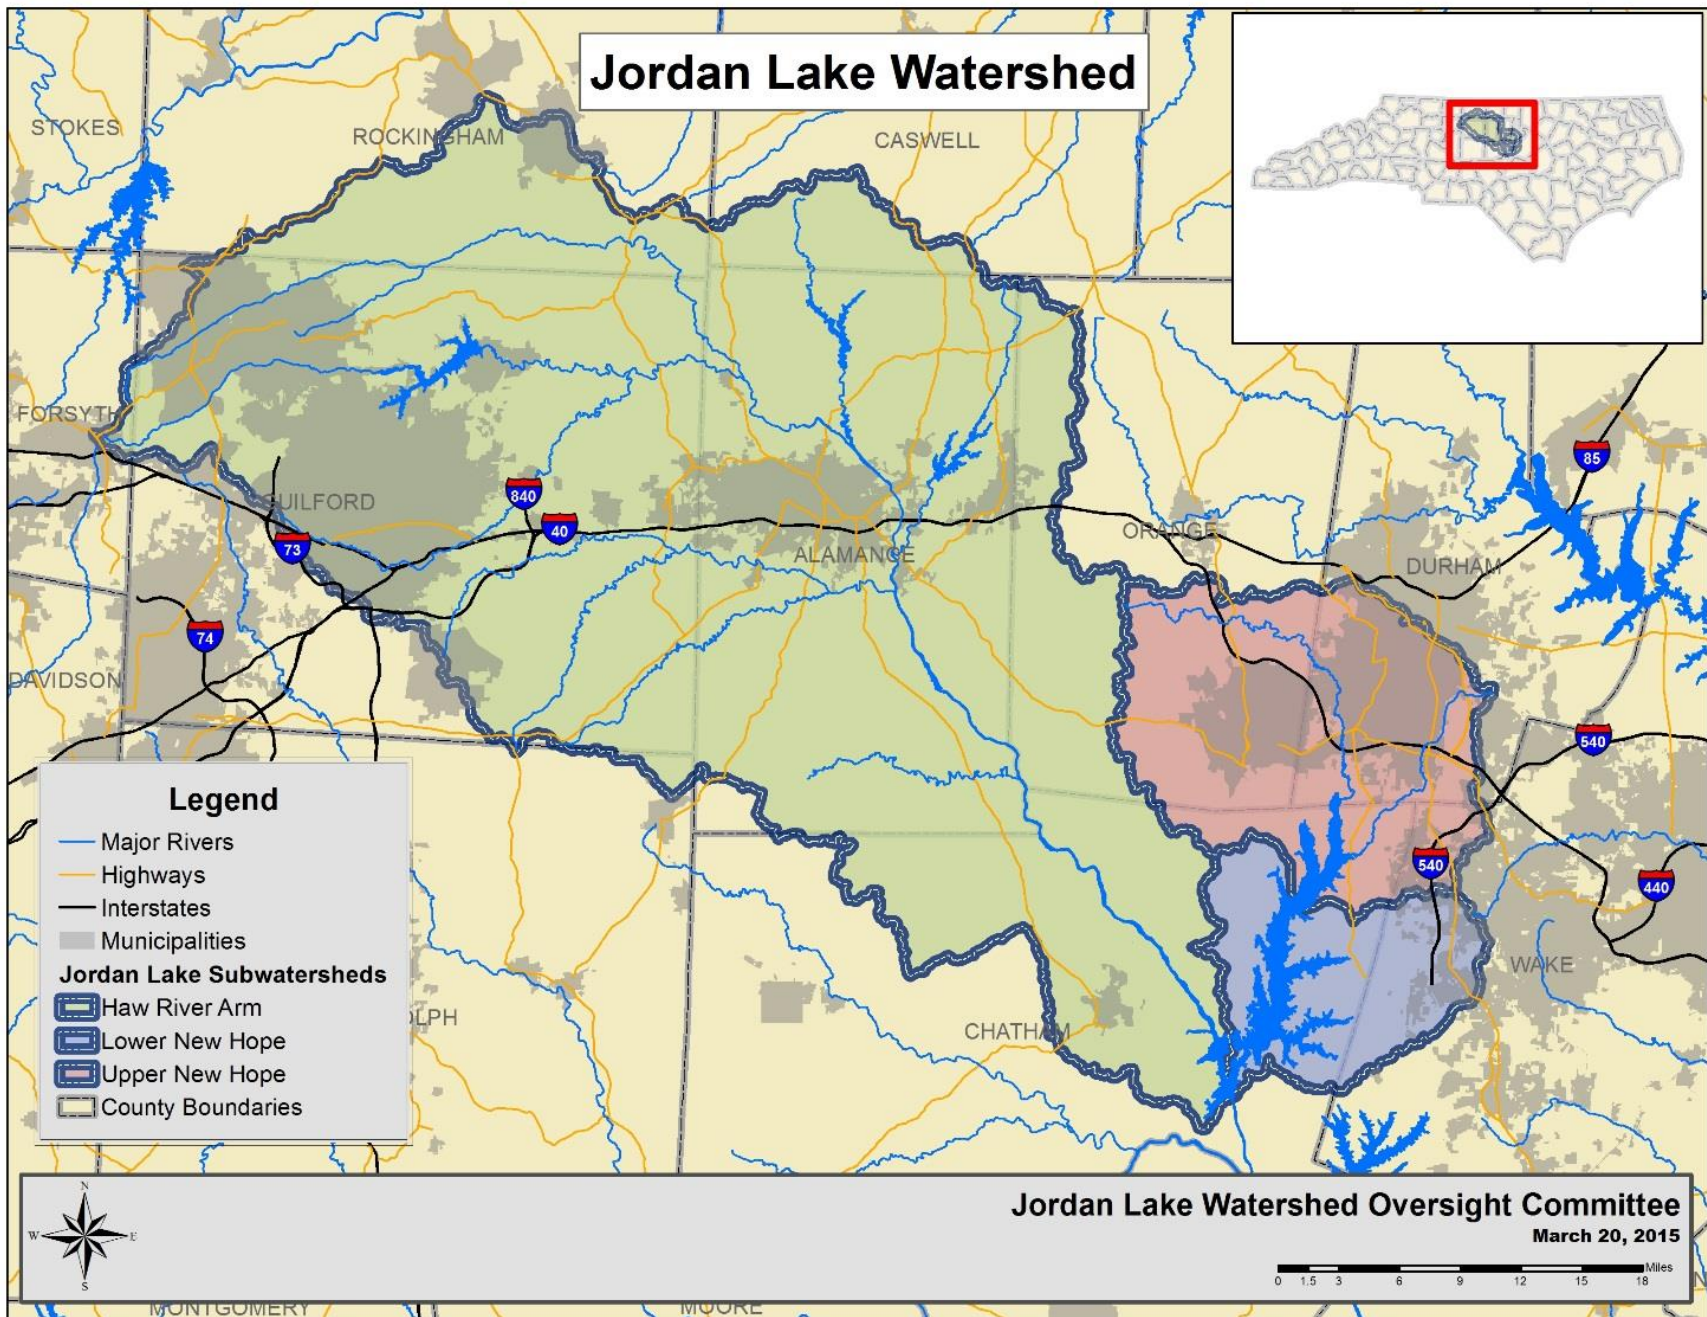 Jordan Lake Watershed
STOKES
ROCKINGHAM
CASWELL
FORSYTH
GUILFORD
840
40
73
74
ALAMANCE
ORANGE
DURHAM
85
DAVIDSON
540
540
440
WAKE
CHATHAM
OLPH
Legend
Major Rivers
Highways
Interstates
Municipalities
Jordan Lake Subwatersheds
Haw River Arm
Lower New Hope
Upper New Hope
County Boundaries
N
W
E
S
Jordan Lake Watershed Oversight Committee
March 20, 2015
Miles
0 1.5 3 6 9 12 15 18
MONTGOMERY
MOORE